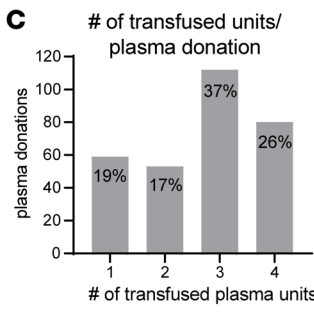 C
# of transfused units/
plasma donation
plasma donations
120
100
80
60
40
20
0
19%
17%
37%
26%
1 2 3 4
# of transfused plasma units